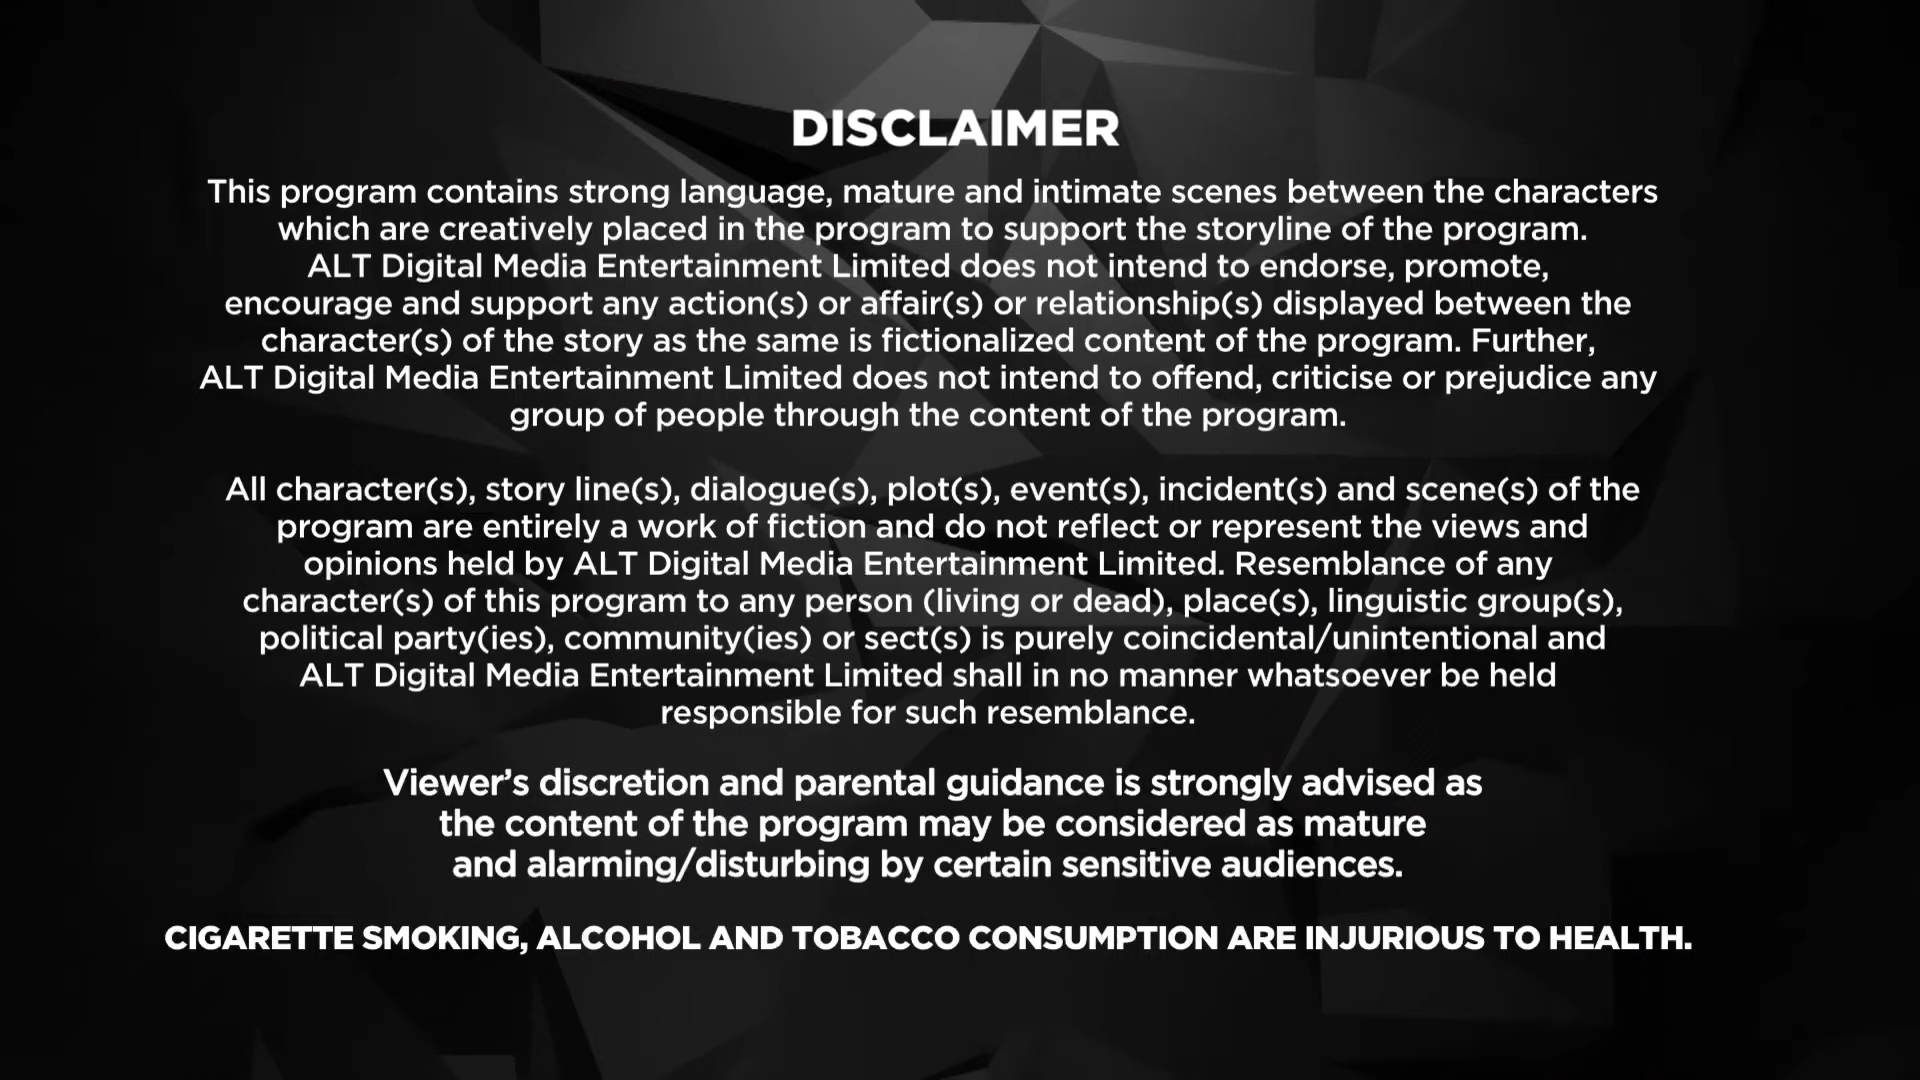 DISCLAIMER
This program contains strong language, mature and intimate scenes between the characters
which are creatively placed in the program to support the storyline of the program.
ALT Digital Media Entertainment Limited does not intend to endorse, promote,
encourage and support any action(s) or affair(s) or relationship(s) displayed between the
character(s) of the story as the same is fictionalized content of the program. Further,
ALT Digital Media Entertainment Limited does not intend to offend, criticise or prejudice any
group of people through the content of the program.
All character(s), story line(s), dialogue(s), plot(s), event(s), incident(s) and scene(s) of the
program are entirely a work of fiction and do not reflect or represent the views and
opinions held by ALT Digital Media Entertainment Limited. Resemblance of any
character(s) of this program to any person (living or dead), place(s), linguistic group(s),
political party(ies), community(ies) or sect(s) is purely coincidental/unintentional and
ALT Digital Media Entertainment Limited shall in no manner whatsoever be held
responsible for such resemblance.
Viewer’s discretion and parental guidance is strongly advised as
the content of the program may be considered as mature
and alarming/disturbing by certain sensitive audiences.
CIGARETTE SMOKING, ALCOHOL AND TOBACCO CONSUMPTION ARE INJURIOUS TO HEALTH.